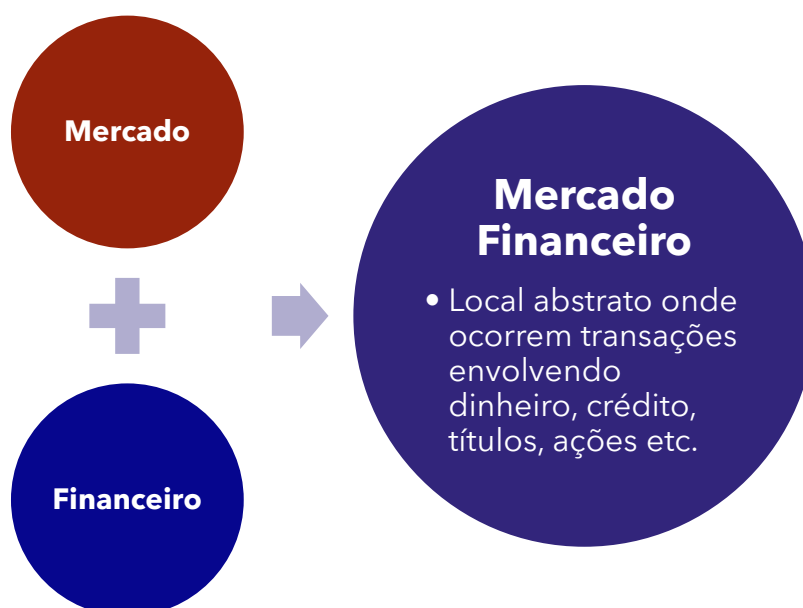 Mercado
Financeiro
Mercado
Financeiro
• Local abstrato onde
ocorrem transações
envolvendo
dinheiro, crédito,
títulos, ações etc.